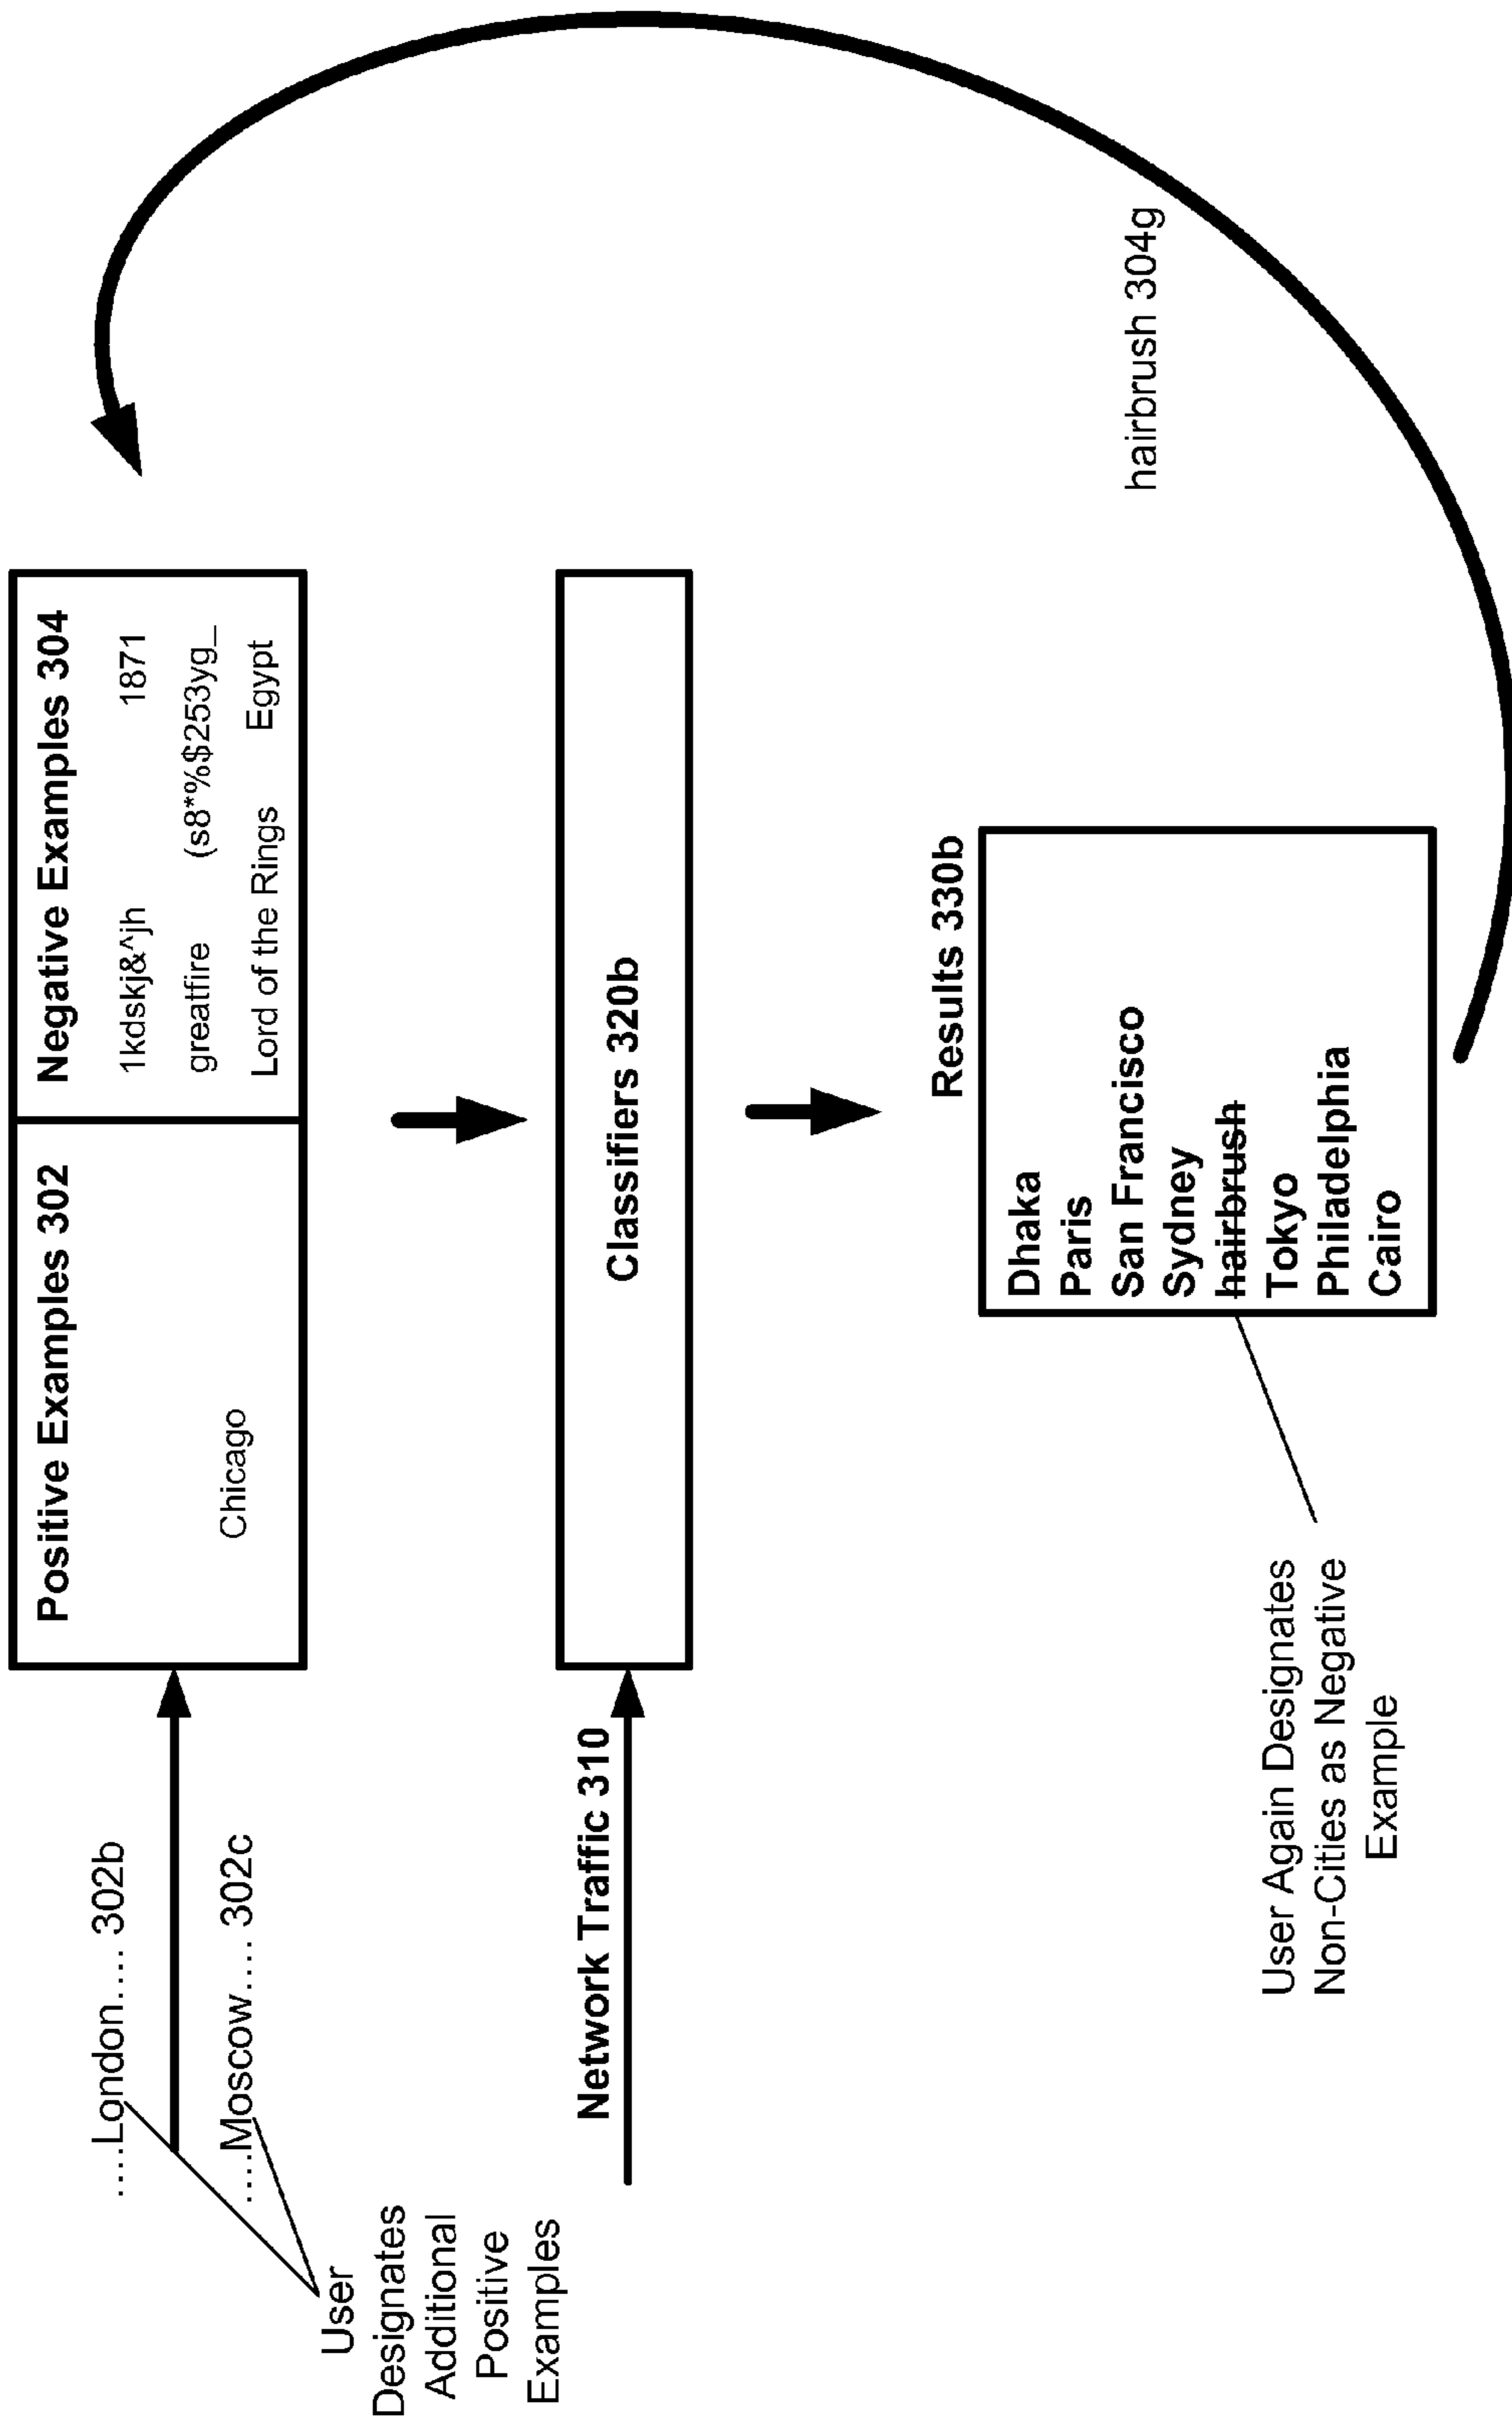 ....London.... 302b
....Moscow.... 302c
User
Designates
Additional
Positive
Examples
Positive Examples 302
Chicago
Negative Examples 304
1kdskj&^jh 1871
greatfire (s8*%$253yg_
Lord of the Rings Egypt
Network Traffic 310
Classifiers 320b
Results 330b
Dhaka
Paris
San Francisco
Sydney
hairbrush
Tokyo
Philadelphia
Cairo
User Again Designates
Non-Cities as Negative
Example
hairbrush 304g